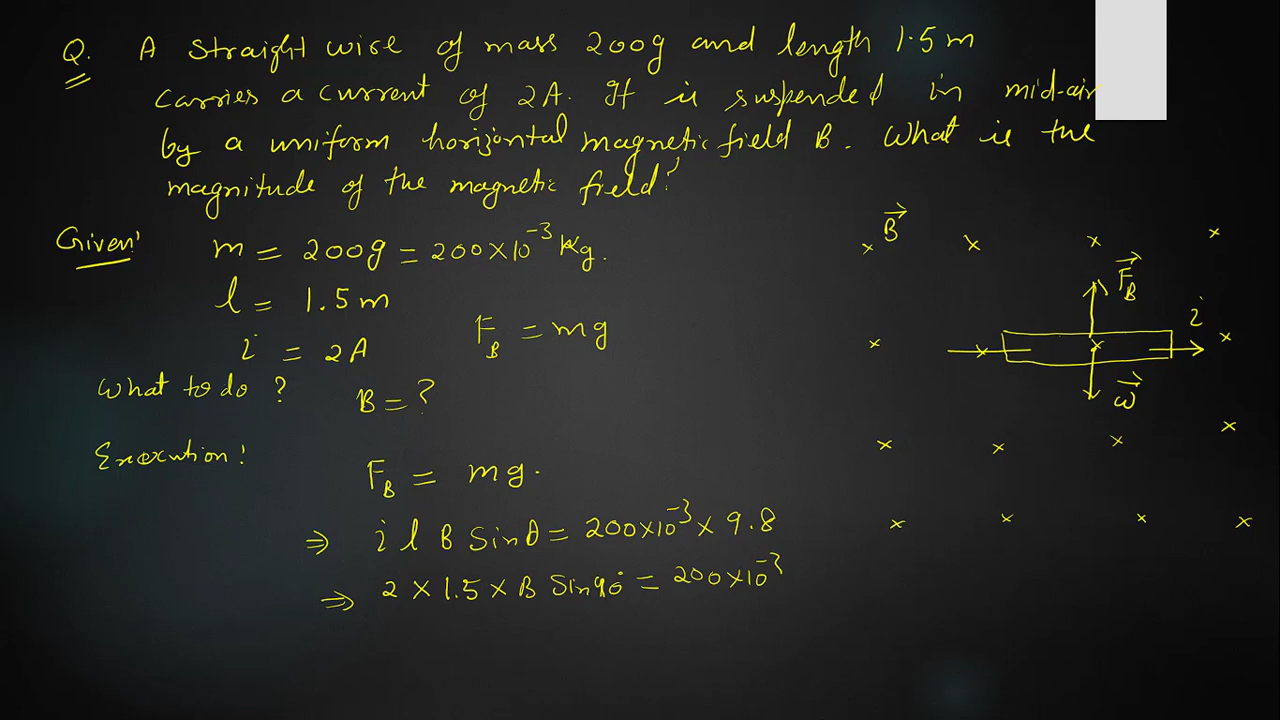 Q. A straight wire of mass 200g and length 1.5 m
carries a current of 2A. If it is suspended in mid-air
by a uniform horizontal magnetic field B. What is the
magnitude of the magnetic field?
Given:
m = 200g = 200×10⁻³ Kg.
l = 1.5 m
i = 2A
F_B = mg
What to do?
B = ?
Execution:
F_B = mg.
⇒ i l B Sinθ = 200×10⁻³ × 9.8
⇒ 2 × 1.5 × B Sin90° = 200×10⁻³
× B⃗ × × ×
F⃗_B
i
× × × ×
w⃗
× × × ×
× × × ×